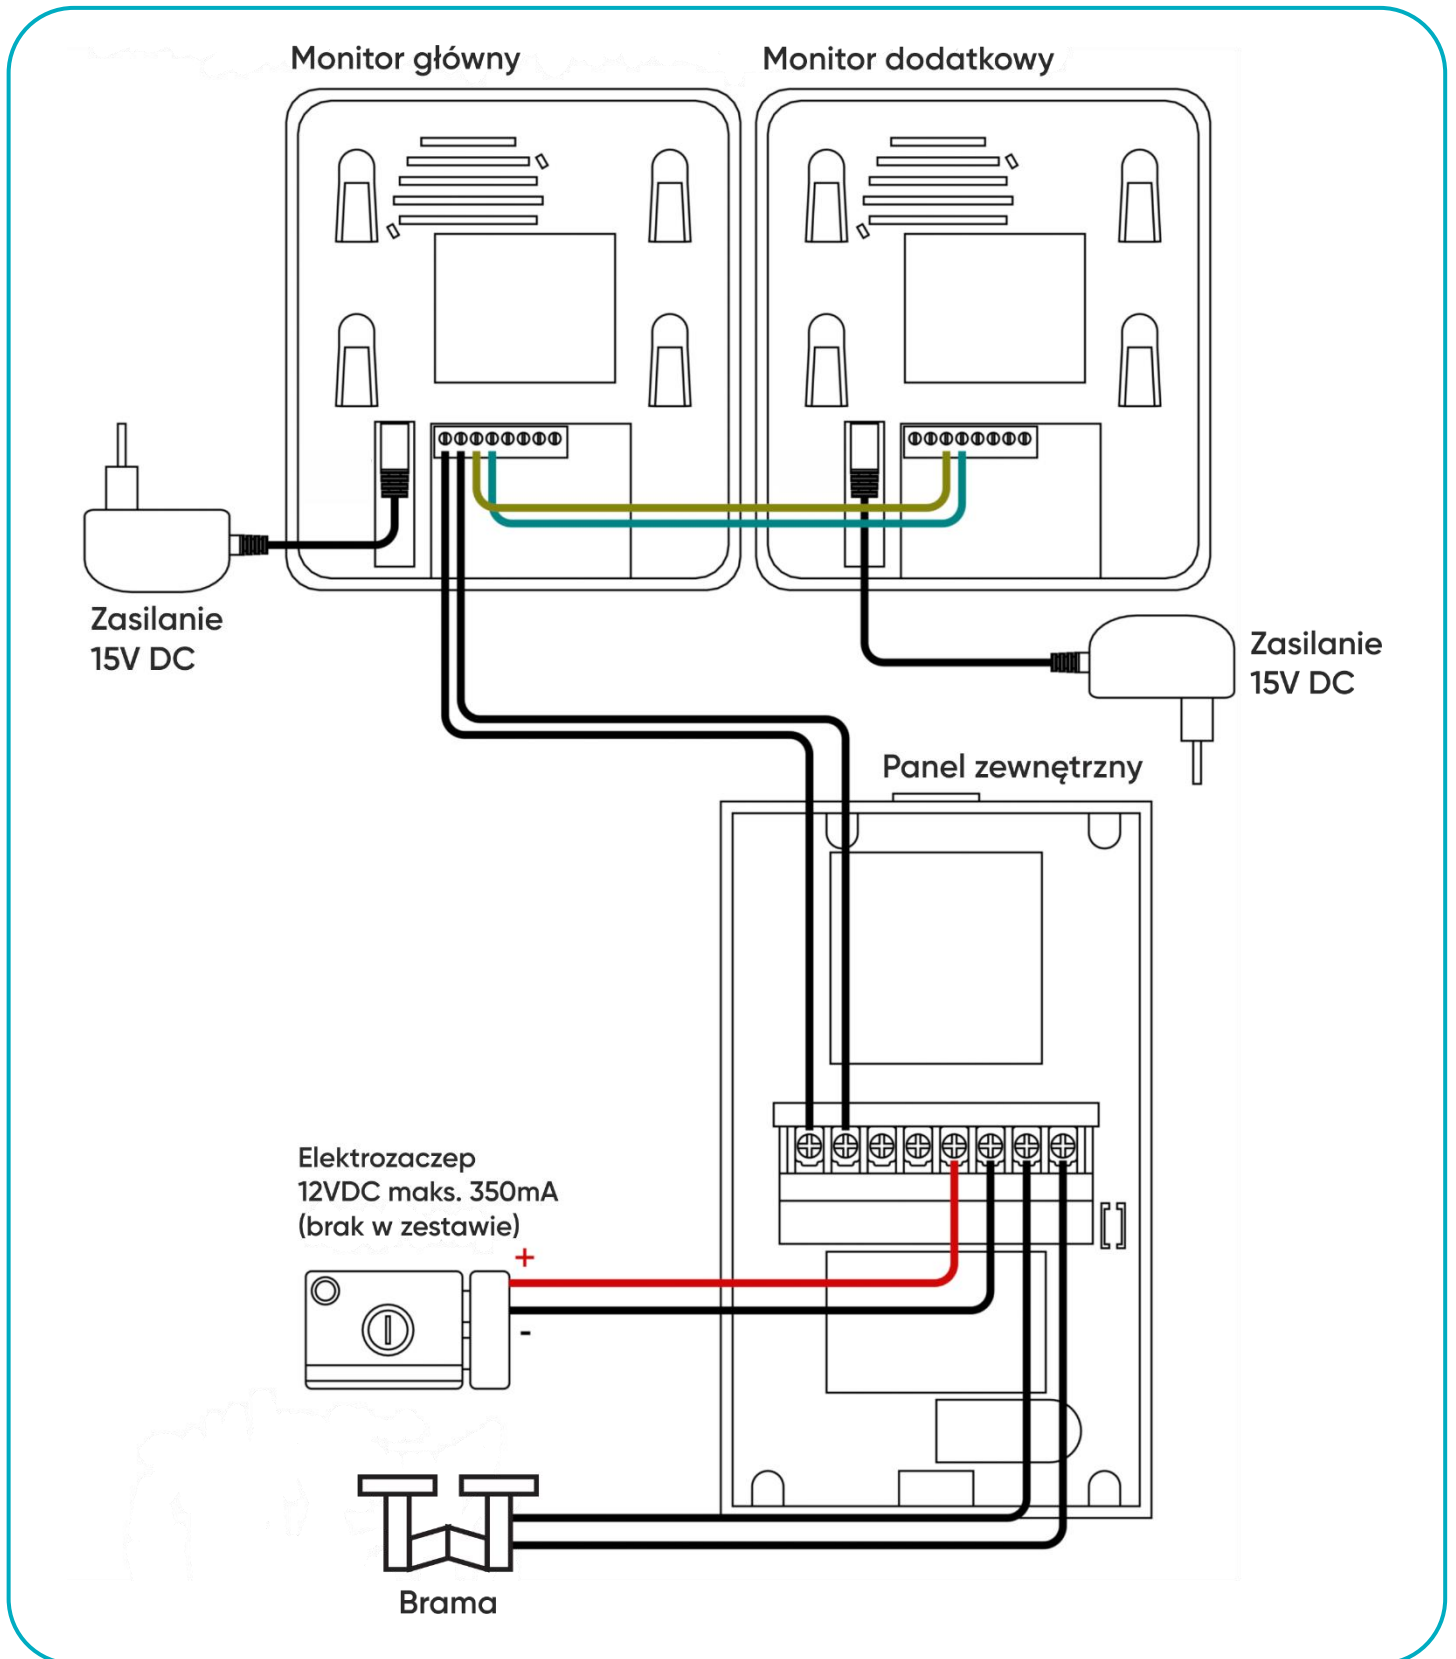 Monitor główny
Monitor dodatkowy
Zasilanie
15V DC
Zasilanie
15V DC
Panel zewnętrzny
Elektrozaczep
12VDC maks. 350mA
(brak w zestawie)
+
-
Brama